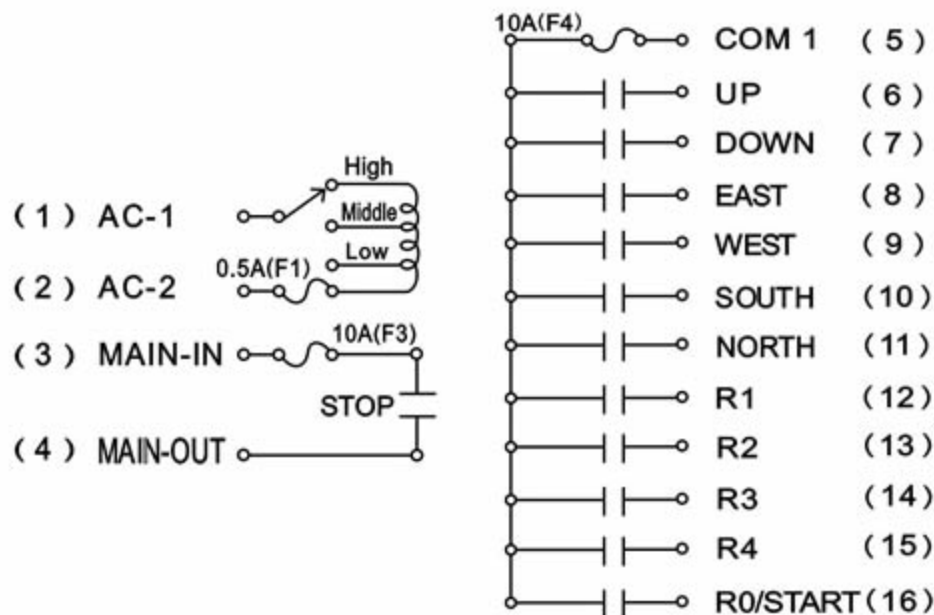 High
(1) AC-1
Middle
Low
0.5A(F1)
(2) AC-2
10A(F3)
(3) MAIN-IN
STOP
(4) MAIN-OUT
10A(F4)
COM 1 (5)
UP (6)
DOWN (7)
EAST (8)
WEST (9)
SOUTH (10)
NORTH (11)
R1 (12)
R2 (13)
R3 (14)
R4 (15)
R0/START (16)